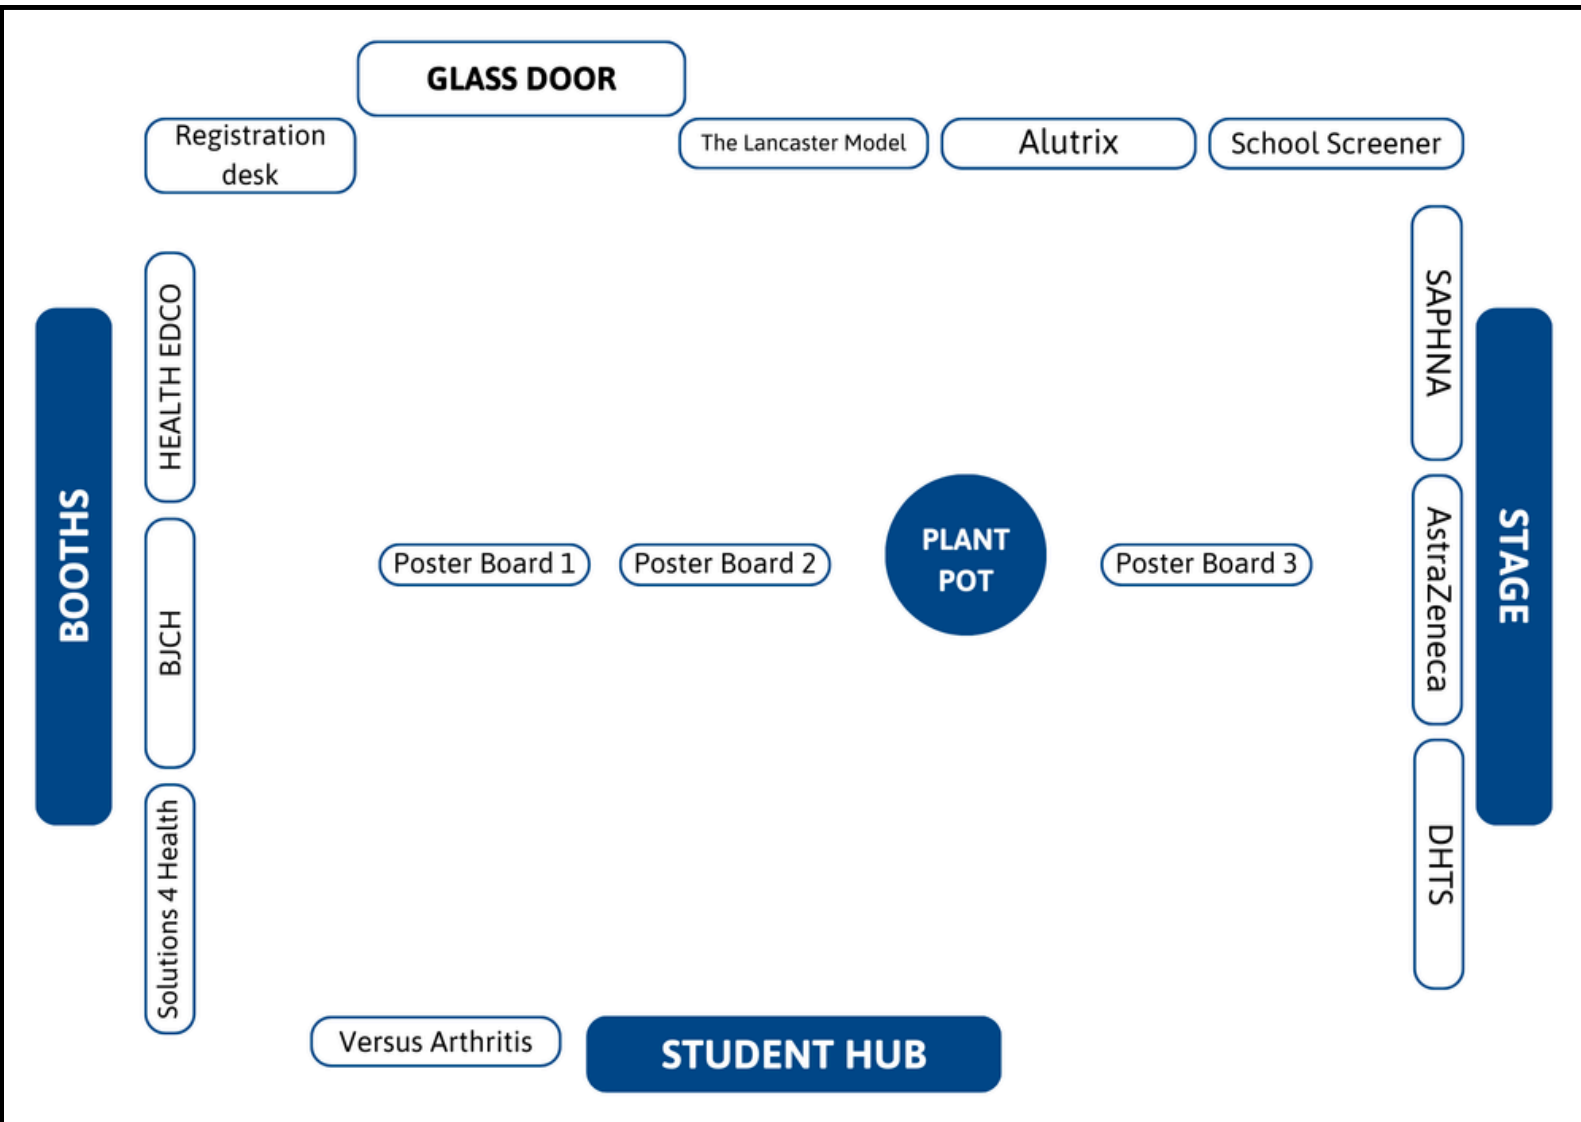 GLASS DOOR
Registration
desk
The Lancaster Model
Alutrix
School Screener
HEALTH EDCO
BJCH
Solutions 4 Health
BOOTHS
Poster Board 1
Poster Board 2
PLANT
POT
Poster Board 3
SAPHNA
AstraZeneca
DHTS
STAGE
Versus Arthritis
STUDENT HUB